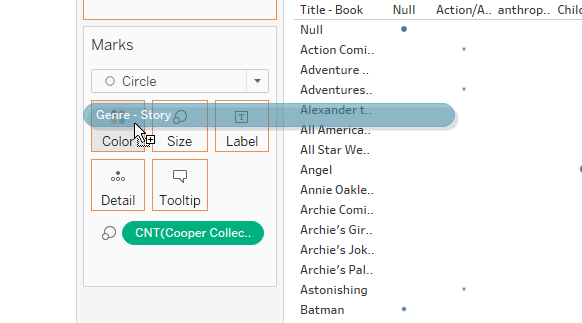 Marks
Circle
Genre - Story
Color
Size
Label
Detail
Tooltip
CNT(Cooper Collec..
Title - Book Null Action/A.. anthrop.. Chil
Null
Action Comi..
Adventure ..
Adventures..
Alexander t..
All America..
All Star We..
Angel
Annie Oakle..
Archie Comi..
Archie's Gir..
Archie's Jok..
Archie's Pal..
Astonishing
Batman